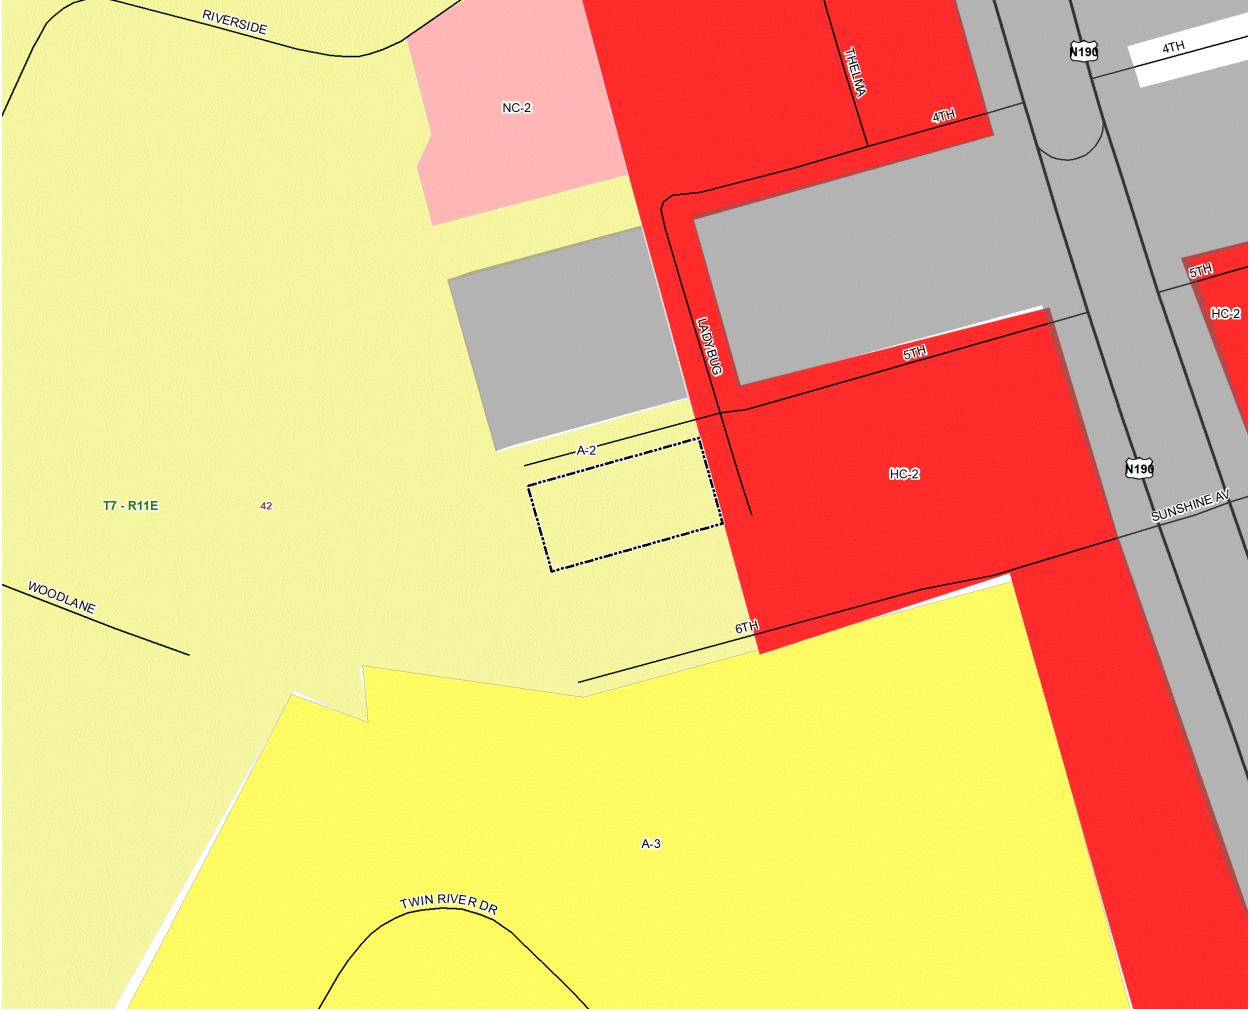 RIVERSIDE
NC-2
THELMA
N190
4TH
4TH
5TH
HC-2
LADYBUG
5TH
A-2
HC-2
N190
T7 - R11E
42
SUNSHINE AV
WOODLANE
6TH
A-3
TWIN RIVER DR